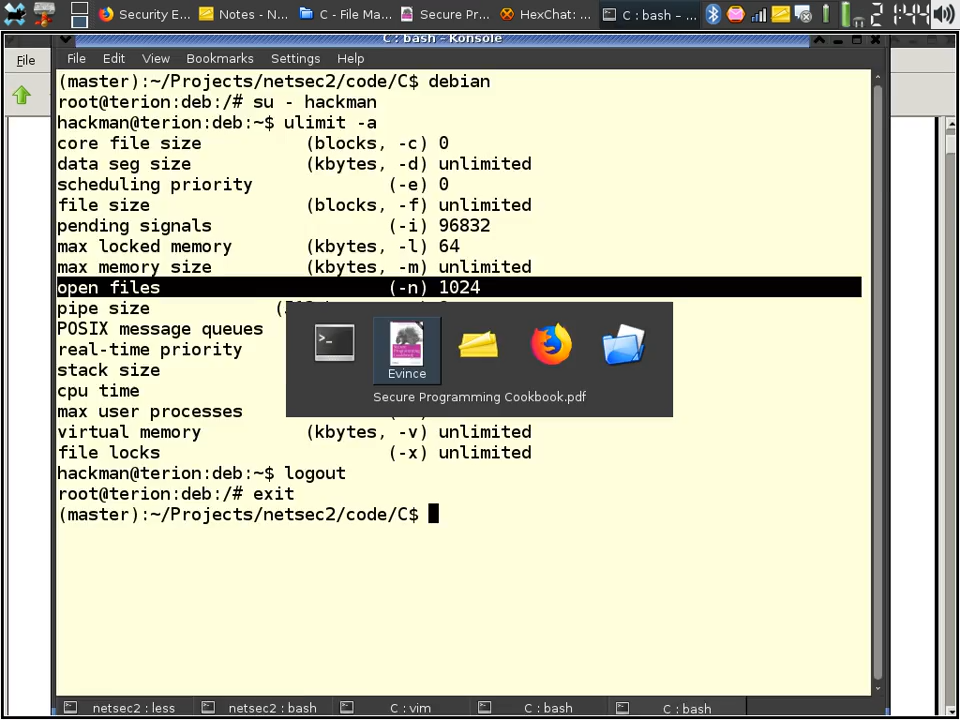 Security E...
Notes - N...
C - File Ma...
Secure Pr...
HexChat: ...
C : bash – ...
2
1:44
C : bash – Konsole
File
File Edit View Bookmarks Settings Help
(master):~/Projects/netsec2/code/C$ debian
root@terion:deb:/# su - hackman
hackman@terion:deb:~$ ulimit -a
core file size (blocks, -c) 0
data seg size (kbytes, -d) unlimited
scheduling priority (-e) 0
file size (blocks, -f) unlimited
pending signals (-i) 96832
max locked memory (kbytes, -l) 64
max memory size (kbytes, -m) unlimited
open files (-n) 1024
pipe size
POSIX message queues
real-time priority
stack size
cpu time
max user processes
virtual memory (kbytes, -v) unlimited
file locks (-x) unlimited
hackman@terion:deb:~$ logout
root@terion:deb:/# exit
(master):~/Projects/netsec2/code/C$
Evince
Secure Programming Cookbook.pdf
netsec2 : less
netsec2 : bash
C : vim
C : bash
C : bash